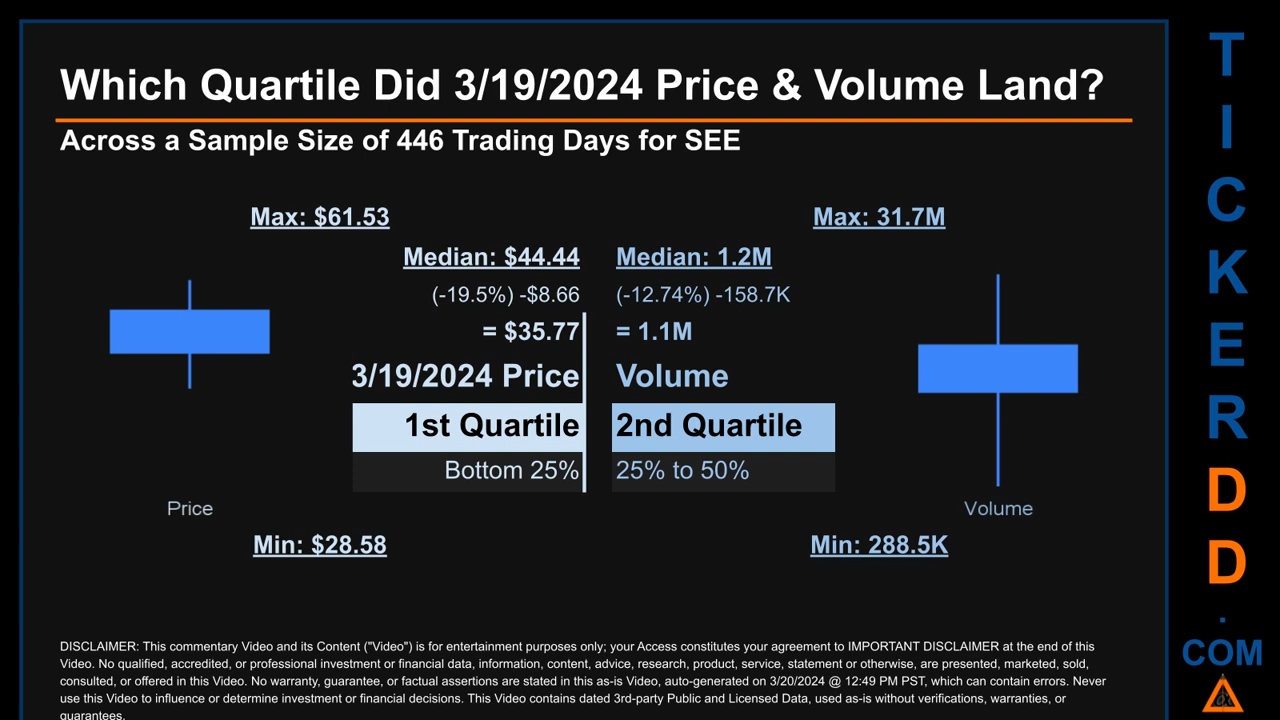 Which Quartile Did 3/19/2024 Price & Volume Land?
Across a Sample Size of 446 Trading Days for SEE
Max: $61.53
Max: 31.7M
Median: $44.44
Median: 1.2M
(-19.5%) -$8.66
(-12.74%) -158.7K
= $35.77
= 1.1M
3/19/2024 Price
Volume
1st Quartile
2nd Quartile
Bottom 25%
25% to 50%
Price
Volume
Min: $28.58
Min: 288.5K
DISCLAIMER: This commentary Video and its Content ("Video") is for entertainment purposes only; your Access constitutes your agreement to IMPORTANT DISCLAIMER at the end of this
Video. No qualified, accredited, or professional investment or financial data, information, content, advice, research, product, service, statement or otherwise, are presented, marketed, sold,
consulted, or offered in this Video. No warranty, guarantee, or factual assertions are stated in this as-is Video, auto-generated on 3/20/2024 @ 12:49 PM PST, which can contain errors. Never
use this Video to influence or determine investment or financial decisions. This Video contains dated 3rd-party Public and Licensed Data, used as-is without verifications, warranties, or
guarantees.
T
I
C
K
E
R
D
D
.
COM